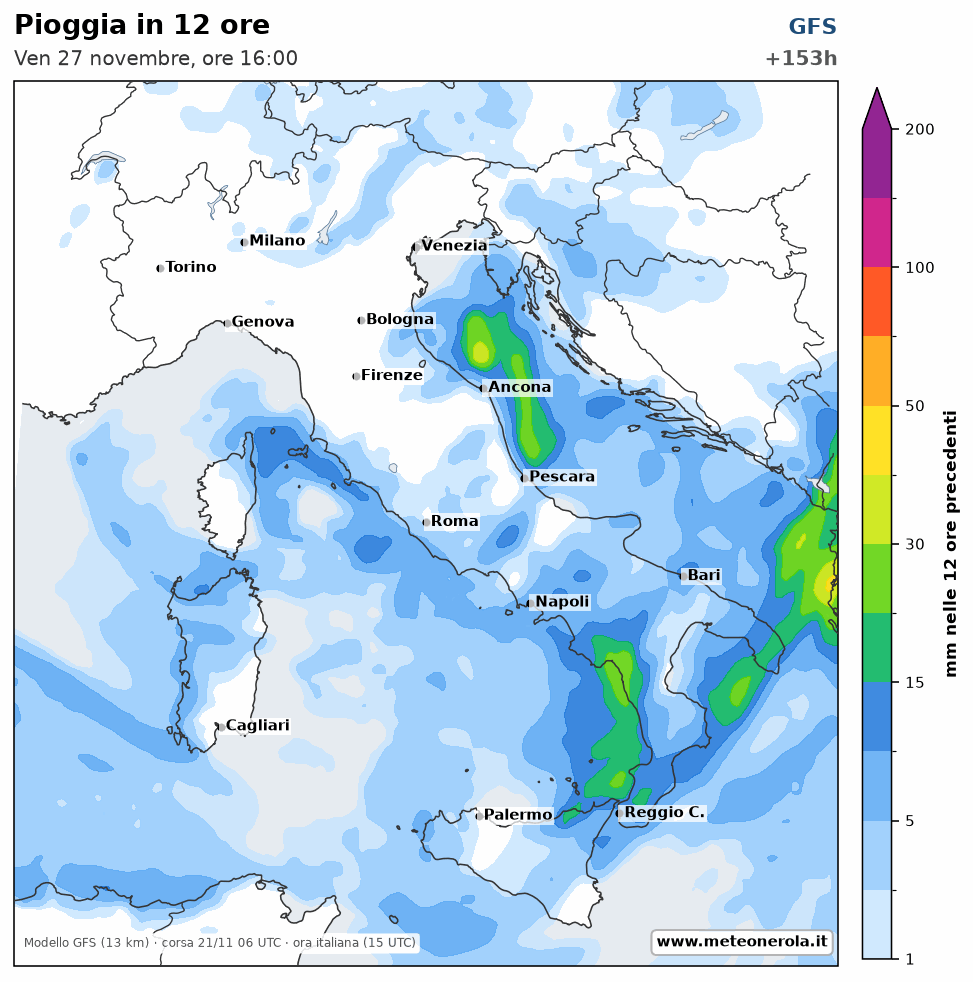 Pioggia in 12 ore
GFS
Ven 27 novembre, ore 16:00
+153h
200
Milano
Venezia
Torino
100
Bologna
Genova
Firenze
Ancona
50
Pescara
Roma
30
Bari
Napoli
15
Cagliari
Palermo
Reggio C.
5
mm nelle 12 ore precedenti
Modello GFS (13 km) · corsa 21/11 06 UTC · ora italiana (15 UTC)
www.meteonerola.it
1